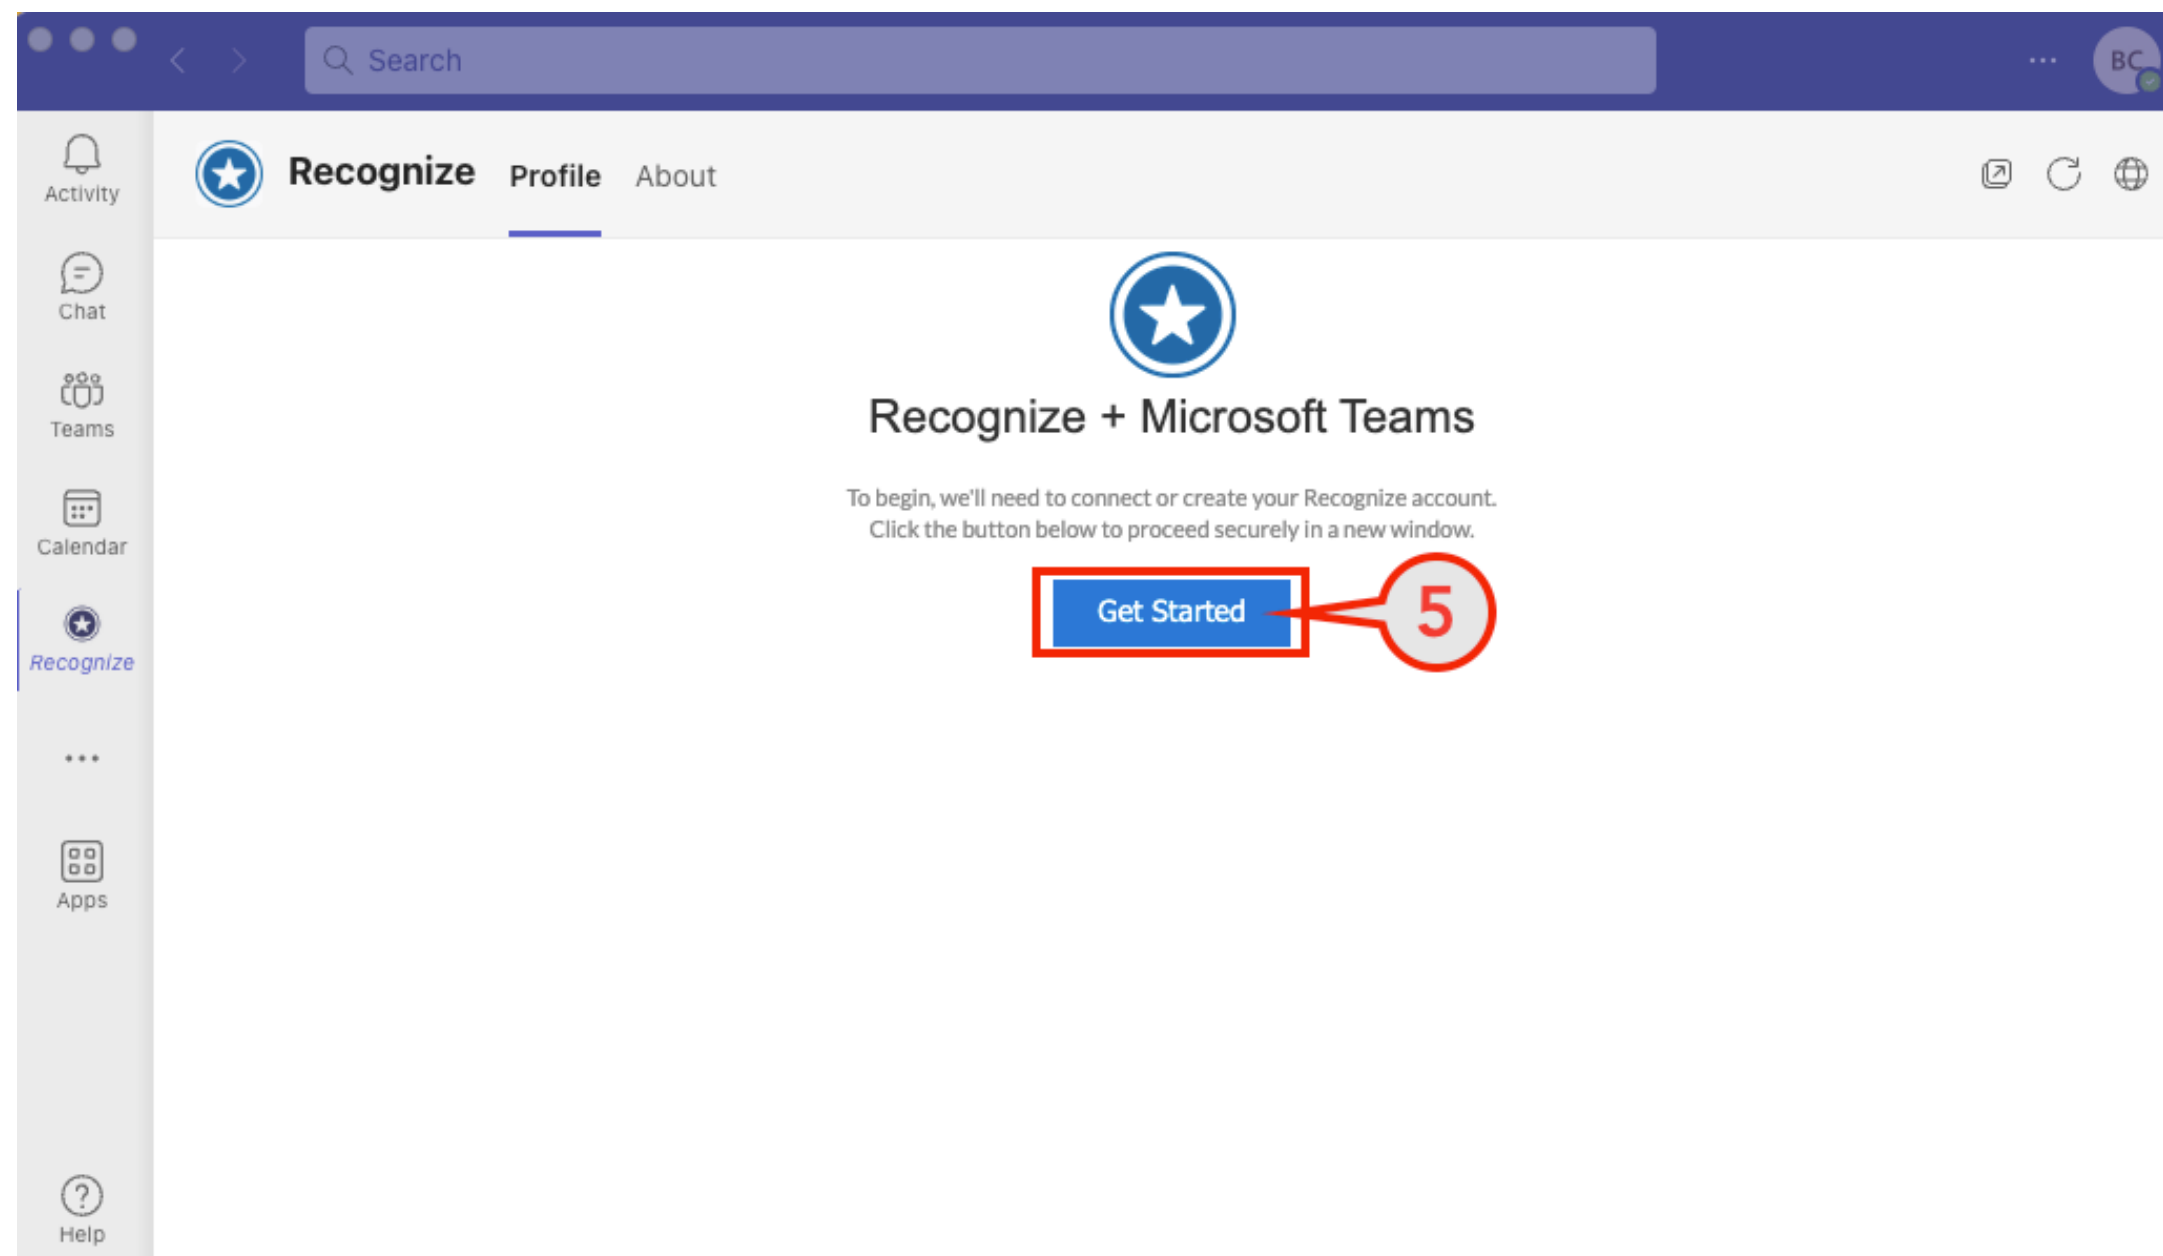 Search
BC
Activity
Recognize Profile About
Chat
Teams
Recognize + Microsoft Teams
To begin, we'll need to connect or create your Recognize account.
Click the button below to proceed securely in a new window.
Calendar
Get Started
5
Recognize
Apps
Help